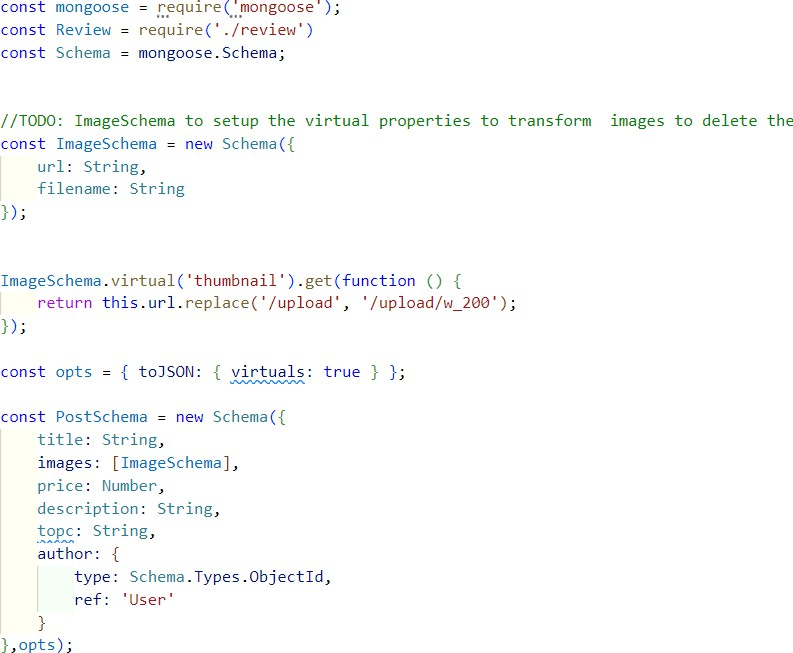 const mongoose = require('mongoose');
const Review = require('./review')
const Schema = mongoose.Schema;
//TODO: ImageSchema to setup the virtual properties to transform  images to delete the
const ImageSchema = new Schema({
    url: String,
    filename: String
});
ImageSchema.virtual('thumbnail').get(function () {
    return this.url.replace('/upload', '/upload/w_200');
});
const opts = { toJSON: { virtuals: true } };
const PostSchema = new Schema({
    title: String,
    images: [ImageSchema],
    price: Number,
    description: String,
    topc: String,
    author: {
        type: Schema.Types.ObjectId,
        ref: 'User'
    }
},opts);